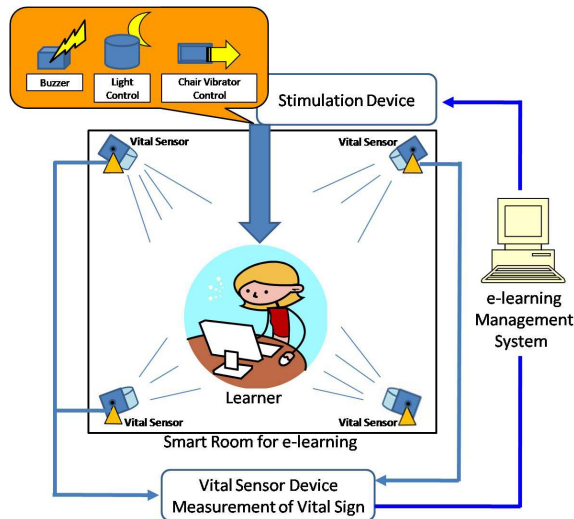 Buzzer
Light
Control
Chair Vibrator
Control
Stimulation Device
Vital Sensor
Vital Sensor
e-learning
Management
System
Learner
Vital Sensor
Vital Sensor
Smart Room for e-learning
Vital Sensor Device
Measurement of Vital Sign